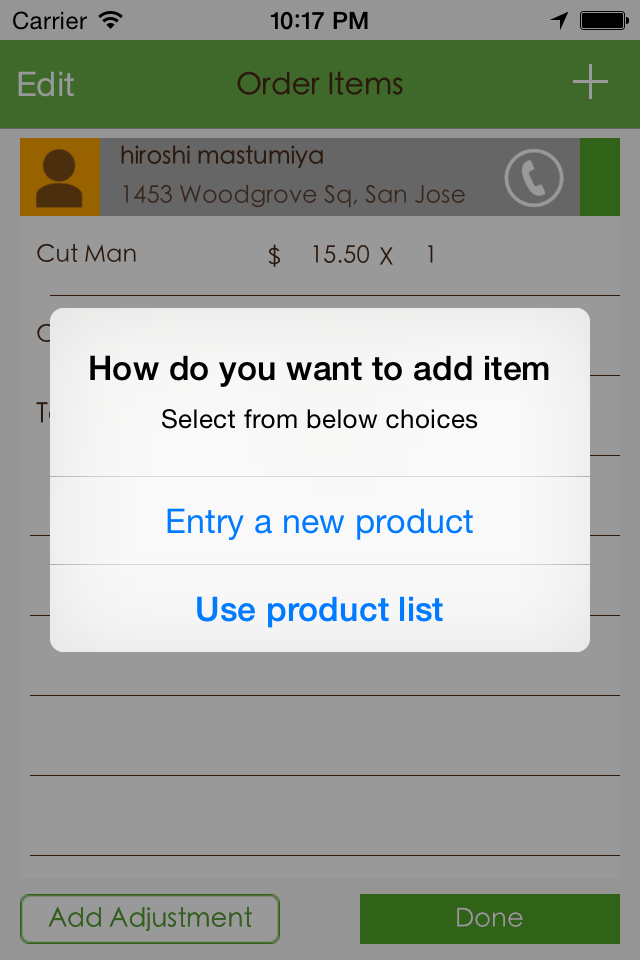 Carrier 10:17 PM
Edit Order Items +
hiroshi mastumiya
1453 Woodgrove Sq, San Jose
Cut Man $ 15.50 X 1
How do you want to add item
Select from below choices
Entry a new product
Use product list
Add Adjustment Done